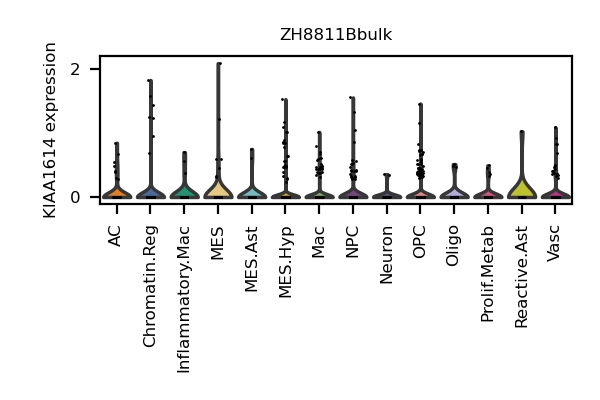 ZH8811Bbulk
KIAA1614 expression
2
0
AC
Chromatin.Reg
Inflammatory.Mac
MES
MES.Ast
MES.Hyp
Mac
NPC
Neuron
OPC
Oligo
Prolif.Metab
Reactive.Ast
Vasc